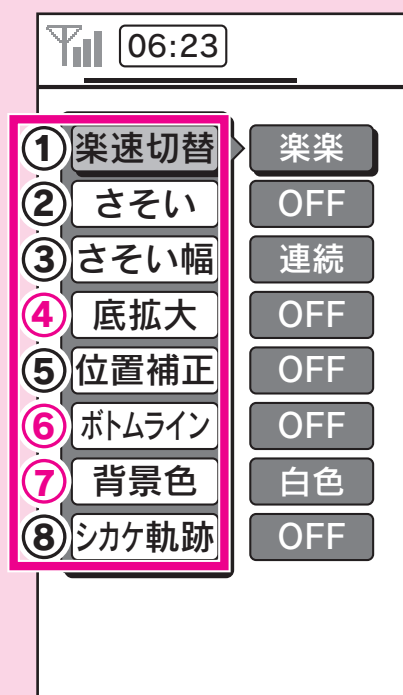 06:23
① 楽速切替 楽楽
② さそい OFF
③ さそい幅 連続
④ 底拡大 OFF
⑤ 位置補正 OFF
⑥ ボトムライン OFF
⑦ 背景色 白色
⑧ シカケ軌跡 OFF